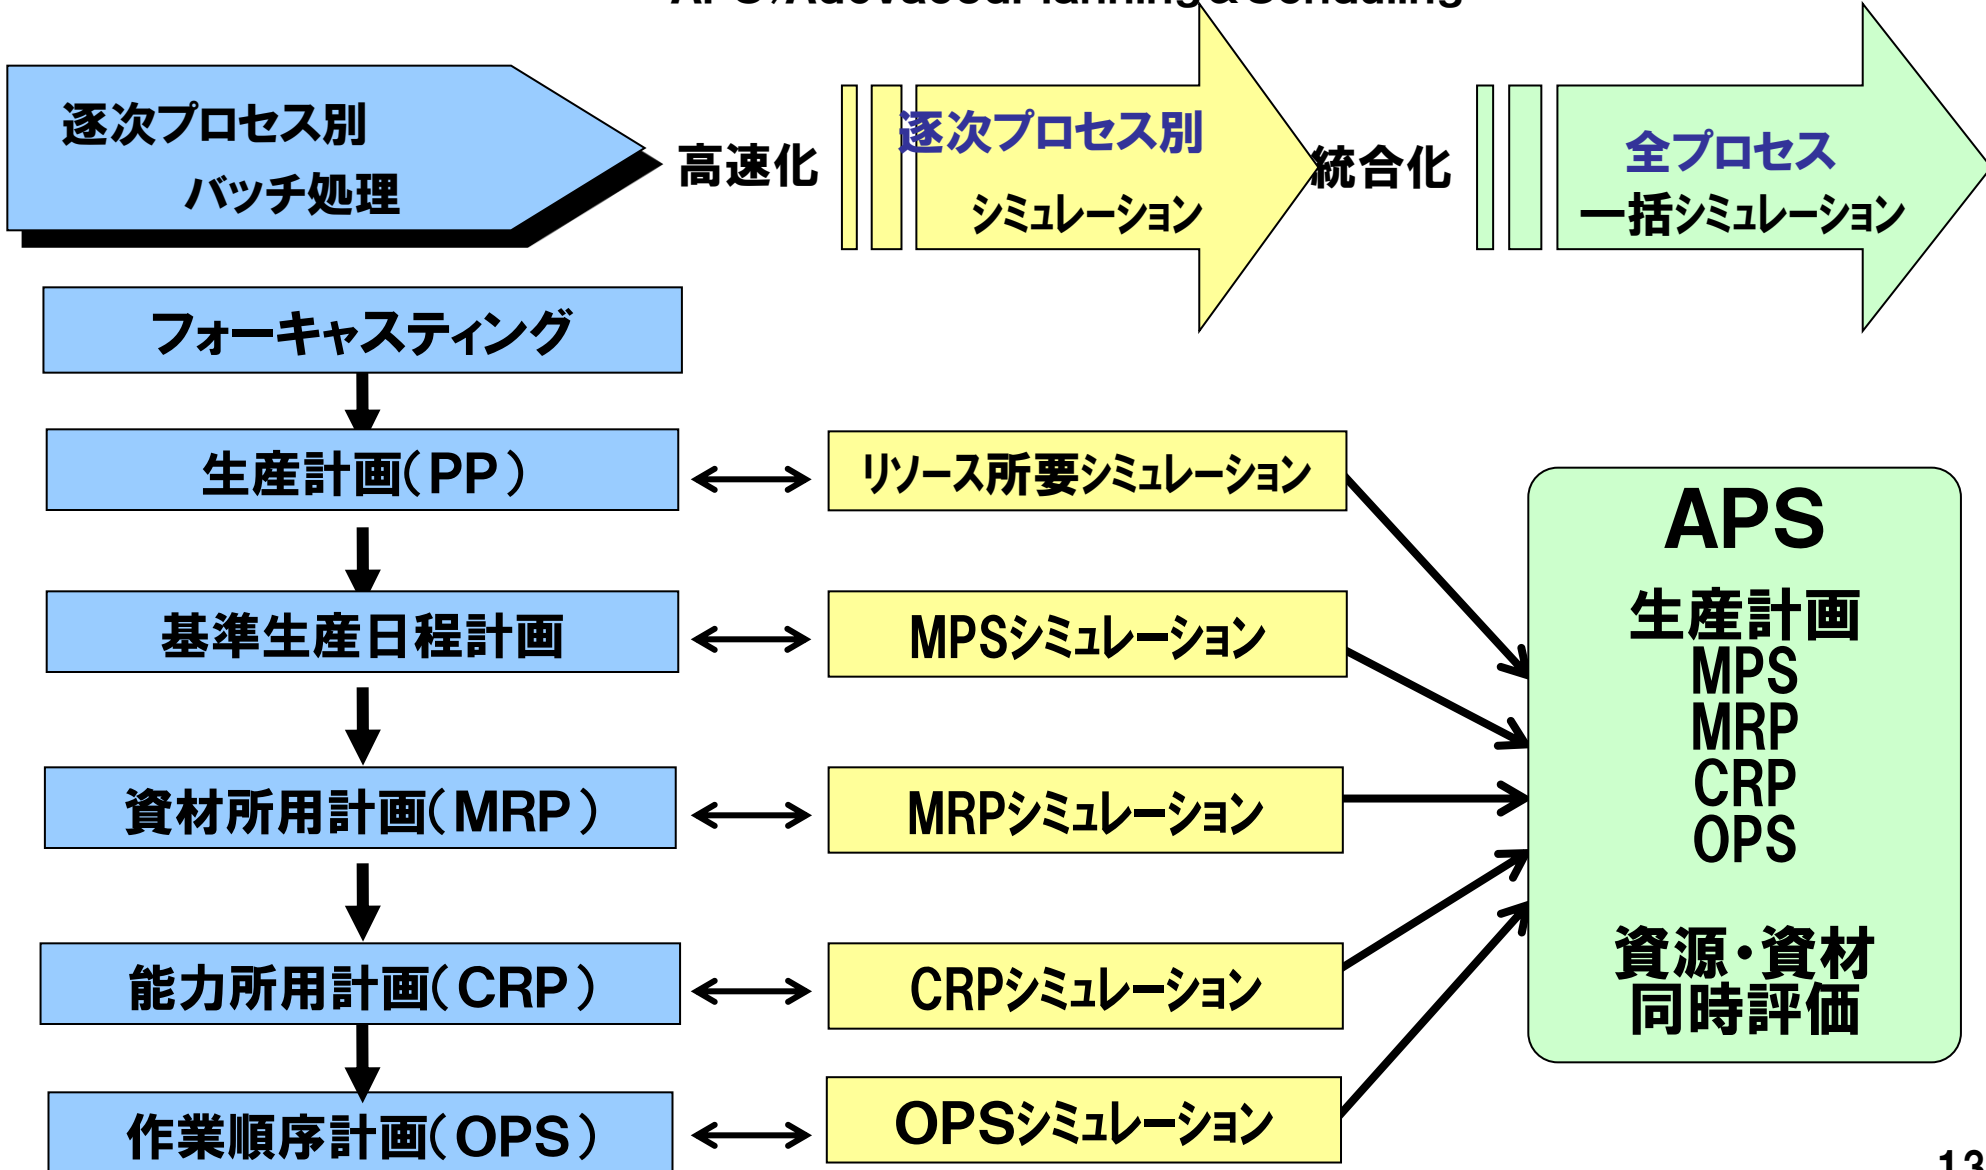 逐次プロセス別
バッチ処理
高速化
逐次プロセス別
シミュレーション
統合化
全プロセス
一括シミュレーション
フォーキャスティング
生産計画(PP)
リソース所要シミュレーション
基準生産日程計画
MPSシミュレーション
資材所用計画(MRP)
MRPシミュレーション
能力所用計画(CRP)
CRPシミュレーション
作業順序計画(OPS)
OPSシミュレーション
APS
生産計画
MPS
MRP
CRP
OPS
資源・資材
同時評価
13